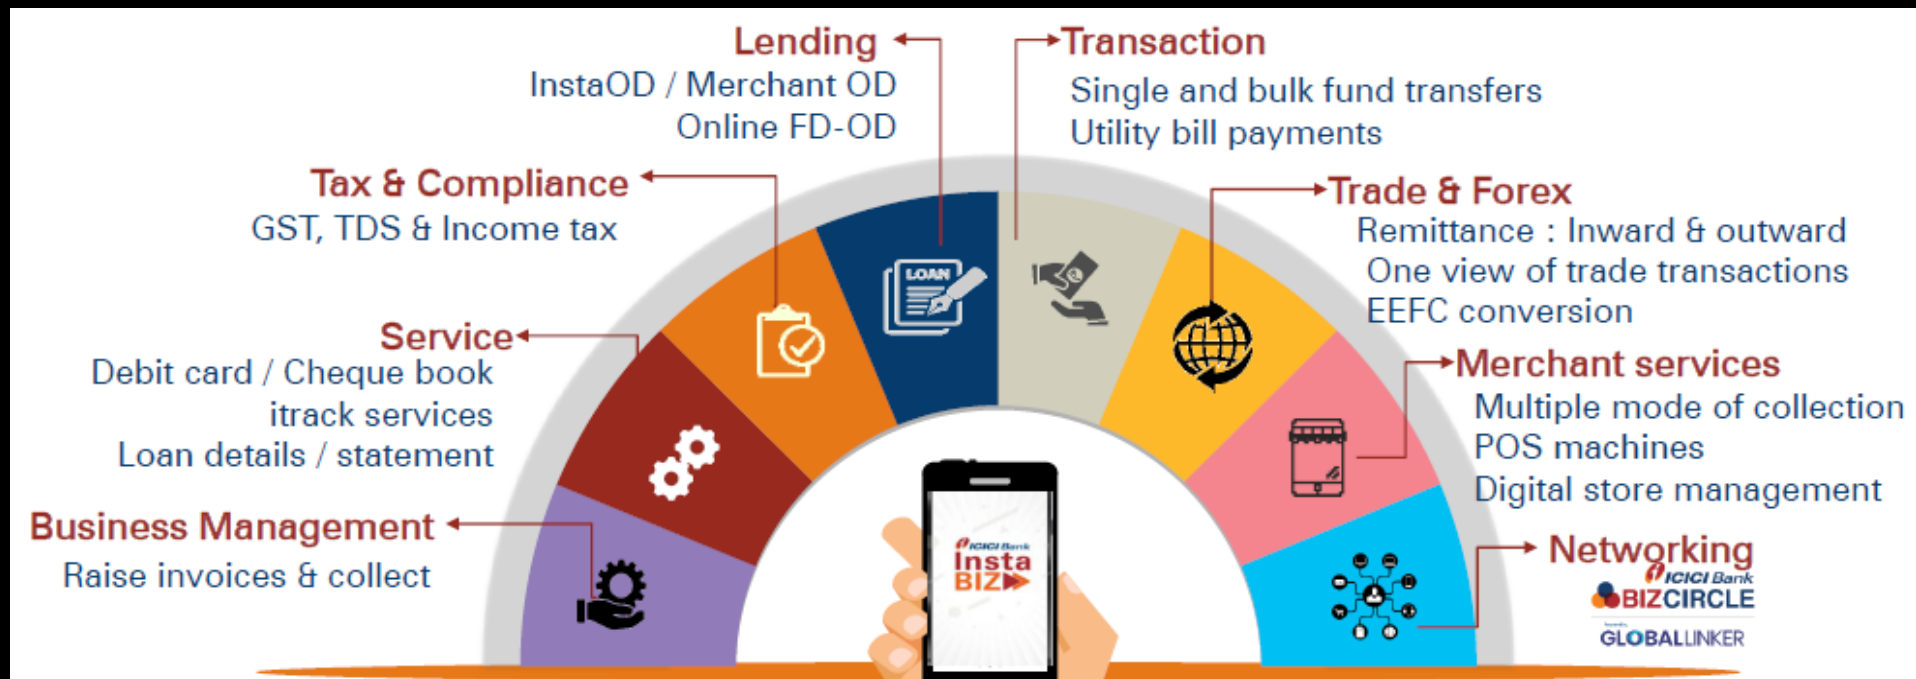 Lending
InstaOD / Merchant OD
Online FD-OD
Transaction
Single and bulk fund transfers
Utility bill payments
Tax & Compliance
GST, TDS & Income tax
Trade & Forex
Remittance : Inward & outward
One view of trade transactions
EEFC conversion
Service
Debit card / Cheque book
itrack services
Loan details / statement
Merchant services
Multiple mode of collection
POS machines
Digital store management
Business Management
Raise invoices & collect
Networking
ICICI Bank
BIZCIRCLE
GLOBALLINKER
LOAN
ICICI Bank
Insta
BIZ